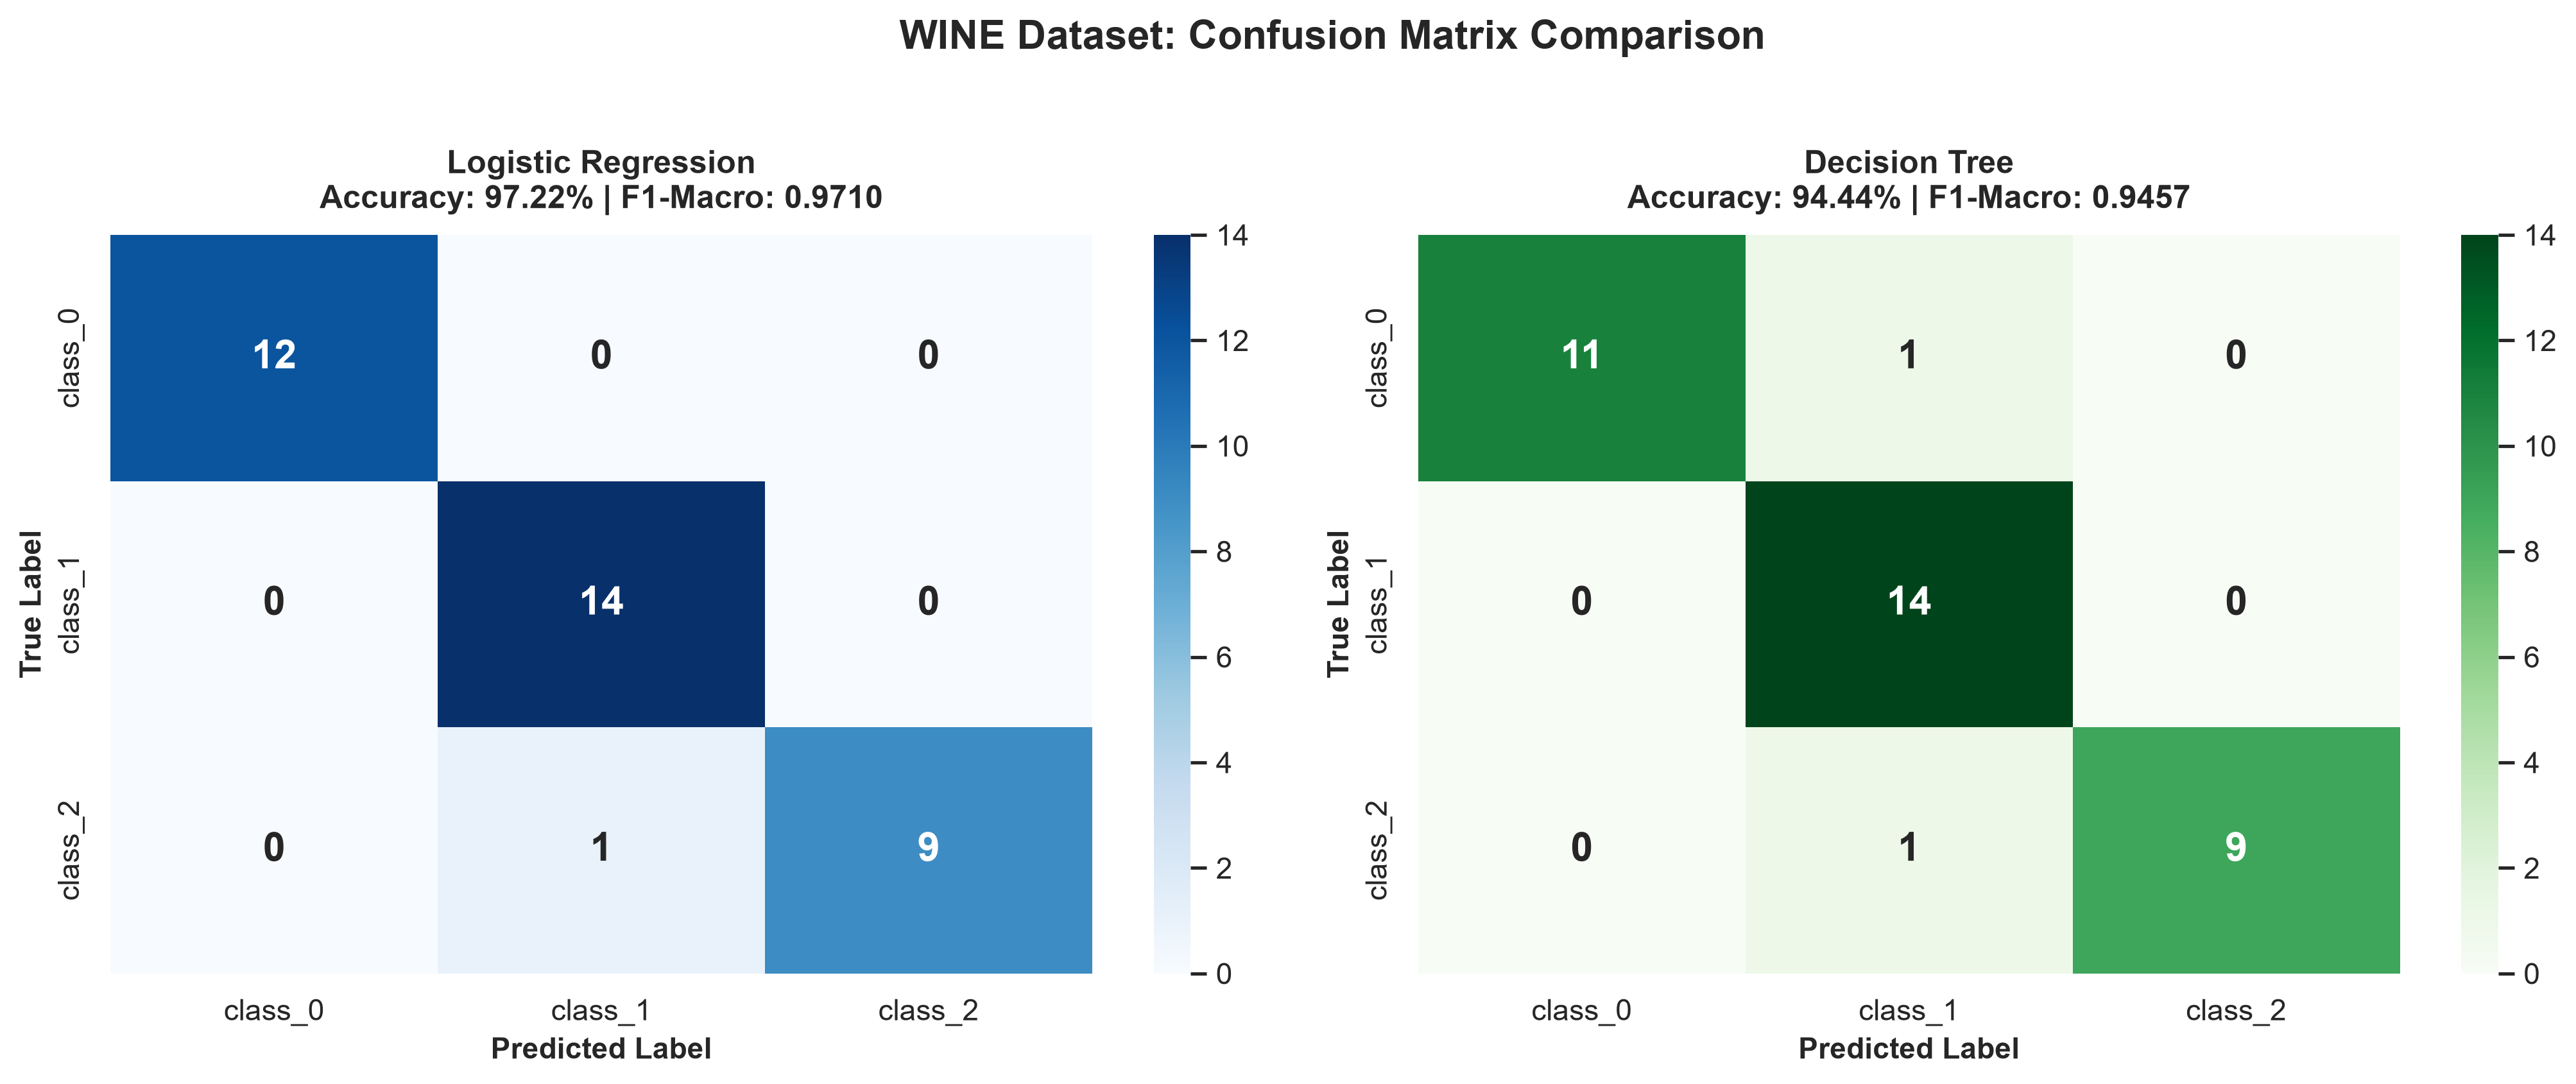 WINE Dataset: Confusion Matrix Comparison
Logistic Regression
Accuracy: 97.22% | F1-Macro: 0.9710
True Label
class_0
12
0
0
class_1
0
14
0
class_2
0
1
9
class_0
class_1
class_2
Predicted Label
14
12
10
8
6
4
2
0
Decision Tree
Accuracy: 94.44% | F1-Macro: 0.9457
True Label
class_0
11
1
0
class_1
0
14
0
class_2
0
1
9
class_0
class_1
class_2
Predicted Label
14
12
10
8
6
4
2
0